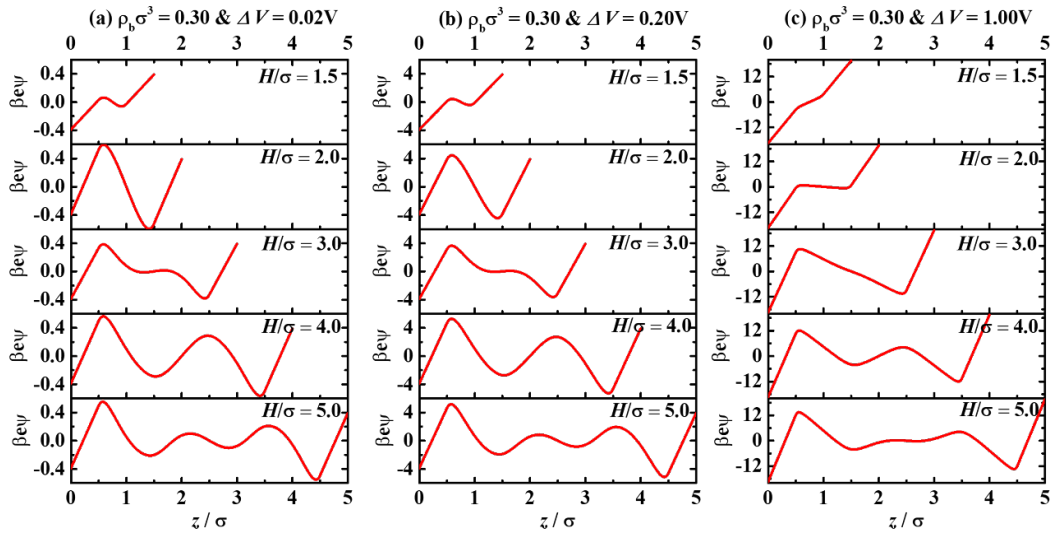 (a) ρ_b σ³ = 0.30 & ΔV = 0.02V
0 1 2 3 4 5
βeψ
0.4
0.0
-0.4
H/σ = 1.5
βeψ
0.4
0.0
-0.4
H/σ = 2.0
βeψ
0.4
0.0
-0.4
H/σ = 3.0
βeψ
0.4
0.0
-0.4
H/σ = 4.0
βeψ
0.4
0.0
-0.4
H/σ = 5.0
0 1 2 3 4 5
z / σ
(b) ρ_b σ³ = 0.30 & ΔV = 0.20V
0 1 2 3 4 5
βeψ
4
0
-4
H/σ = 1.5
βeψ
4
0
-4
H/σ = 2.0
βeψ
4
0
-4
H/σ = 3.0
βeψ
4
0
-4
H/σ = 4.0
βeψ
4
0
-4
H/σ = 5.0
0 1 2 3 4 5
z / σ
(c) ρ_b σ³ = 0.30 & ΔV = 1.00V
0 1 2 3 4 5
βeψ
12
0
-12
H/σ = 1.5
βeψ
12
0
-12
H/σ = 2.0
βeψ
12
0
-12
H/σ = 3.0
βeψ
12
0
-12
H/σ = 4.0
βeψ
12
0
-12
H/σ = 5.0
0 1 2 3 4 5
z / σ